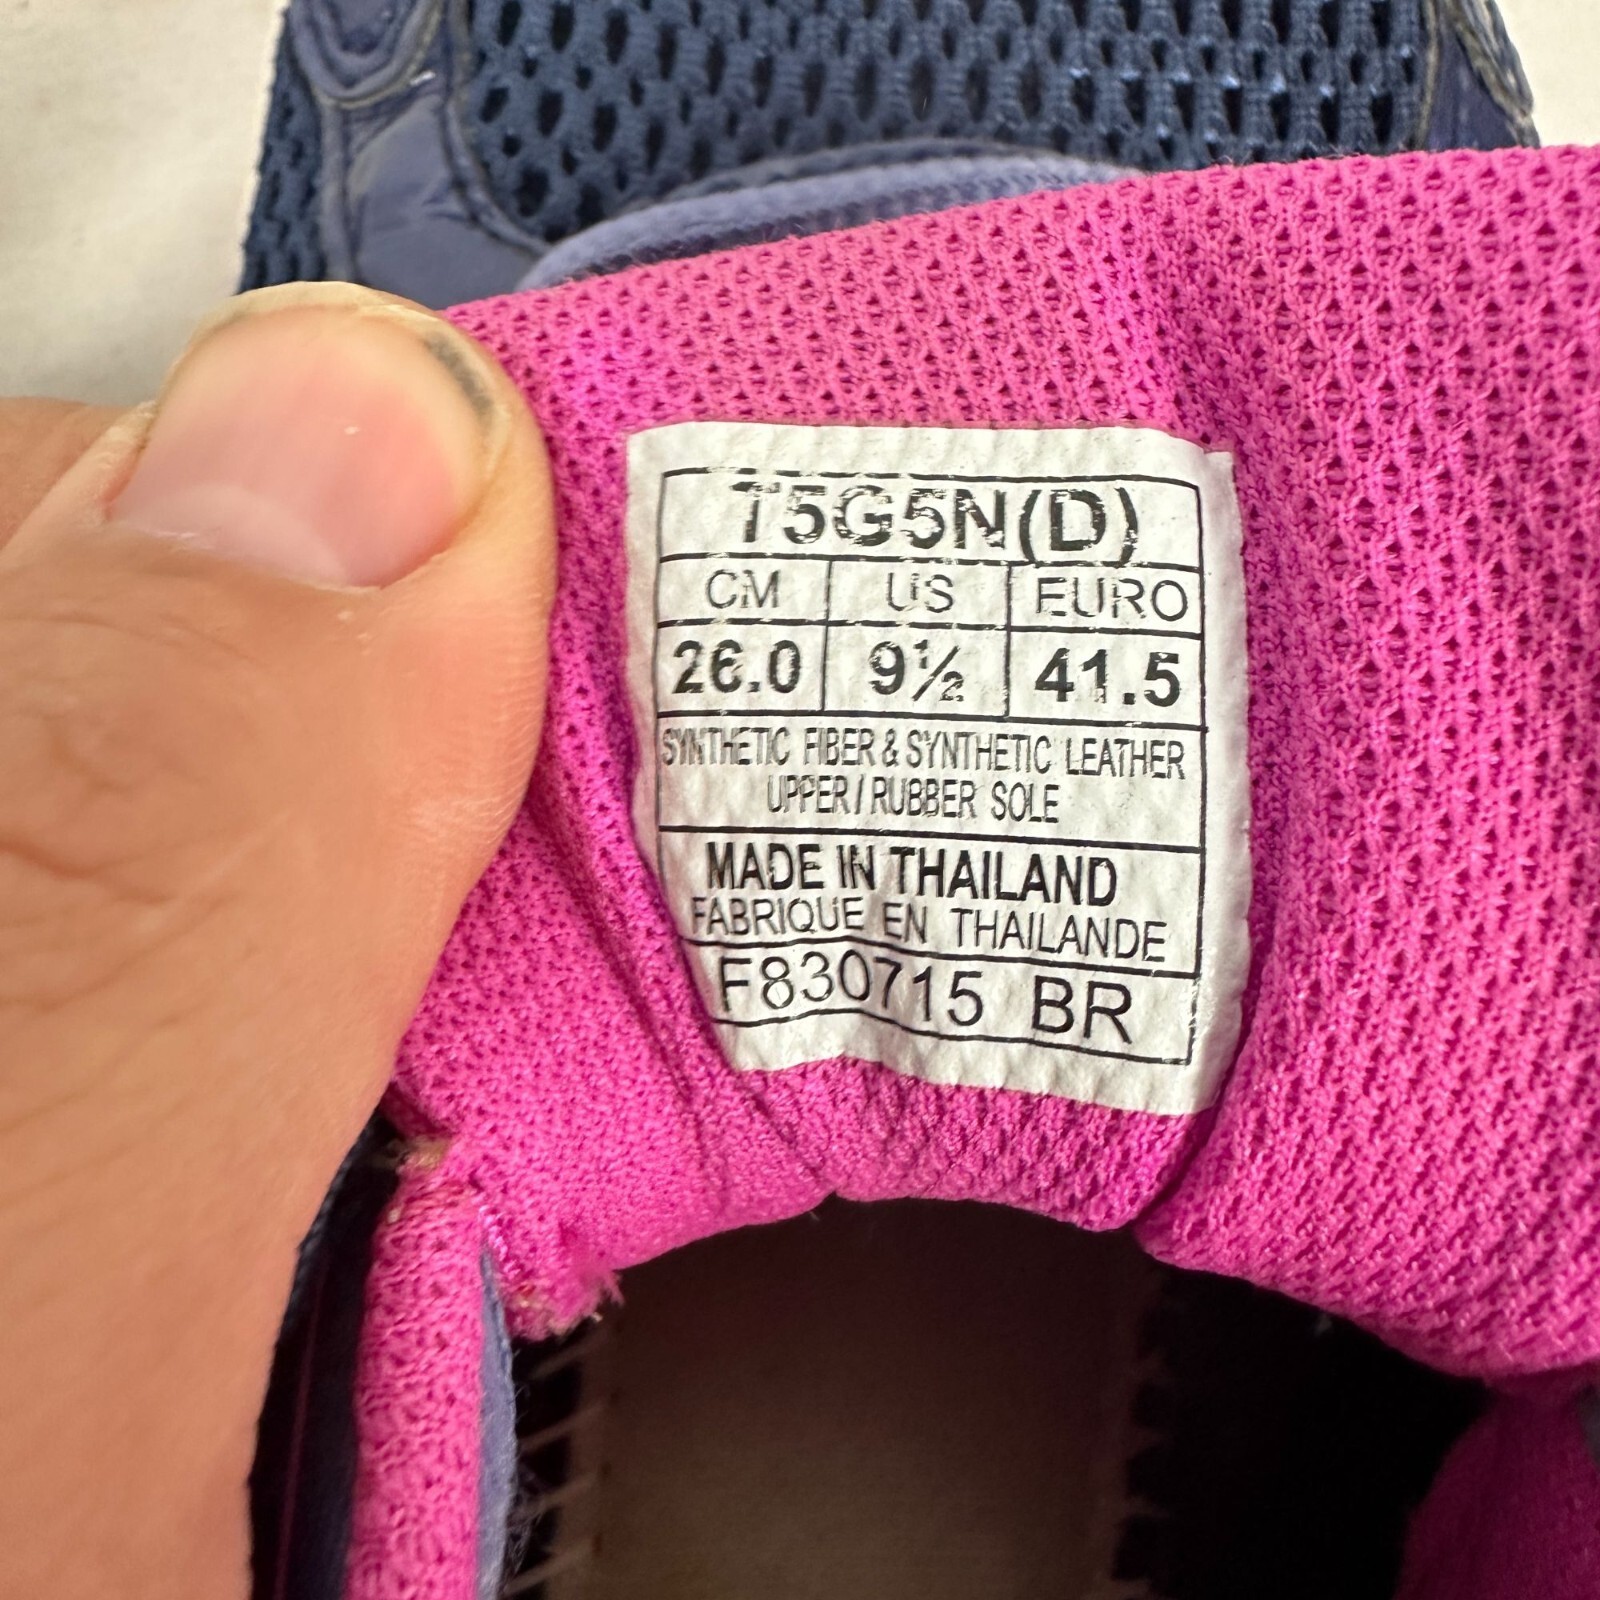 T5G5N(D)
CM US EURO
26.0 9½ 41.5
SYNTHETIC FIBER & SYNTHETIC LEATHER
UPPER / RUBBER SOLE
MADE IN THAILAND
FABRIQUE EN THAILANDE
F830715 BR